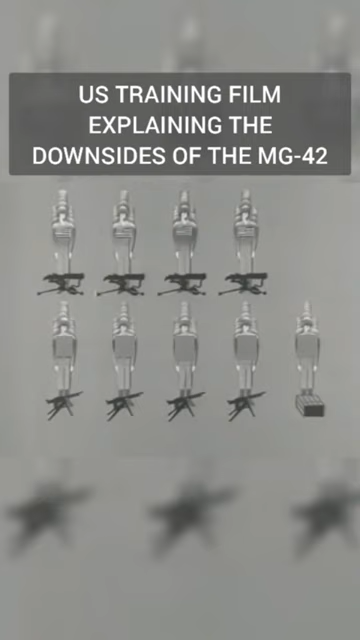 US TRAINING FILM
EXPLAINING THE
DOWNSIDES OF THE MG-42